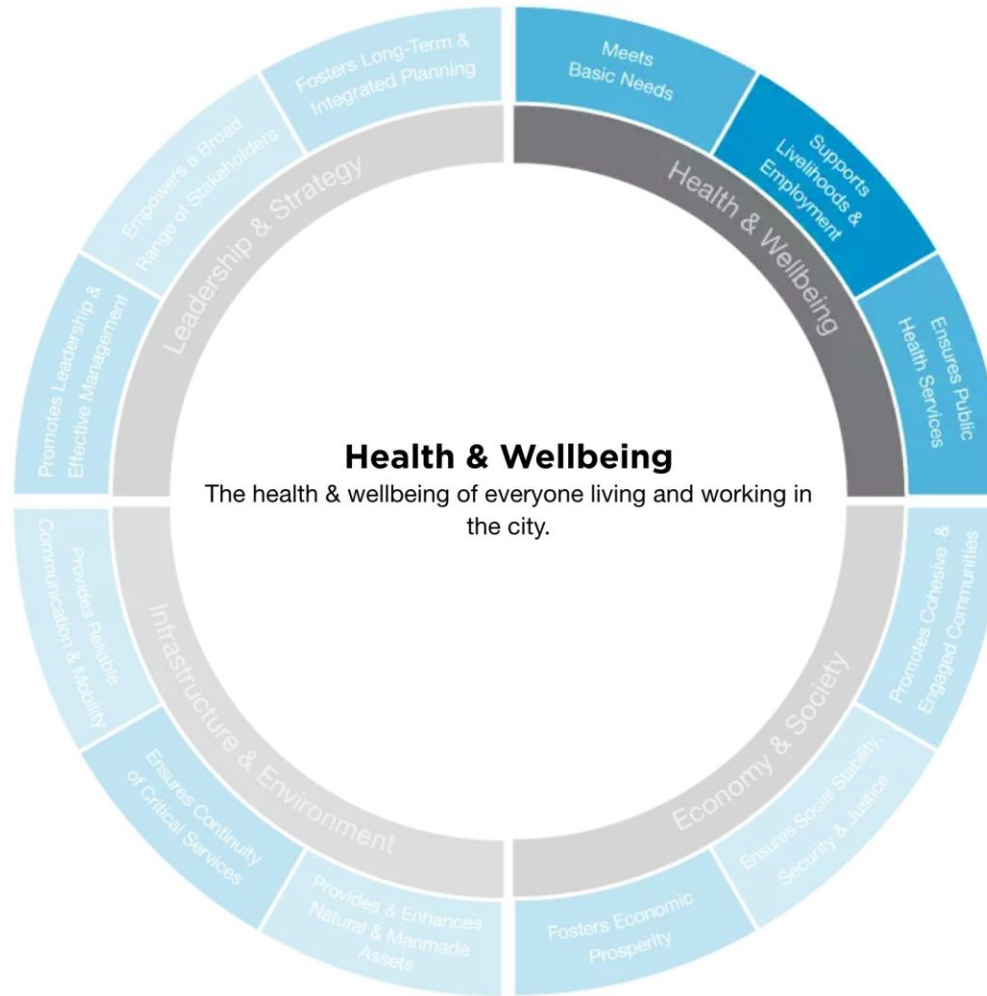 Meets
Basic Needs
Supports
Livelihoods &
Employment
Ensures Public
Health Services
Promotes Cohesive &
Engaged Communities
Ensures Social Stability,
Security & Justice
Fosters Economic
Prosperity
Provides & Enhances
Natural & Manmade
Assets
Ensures Continuity
of Critical Services
Provides Reliable
Communication & Mobility
Promotes Leadership &
Effective Management
Empowers a Broad
Range of Stakeholders
Fosters Long-Term &
Integrated Planning
Health & Wellbeing
Economy & Society
Infrastructure & Environment
Leadership & Strategy
Health & Wellbeing
The health & wellbeing of everyone living and working in
the city.